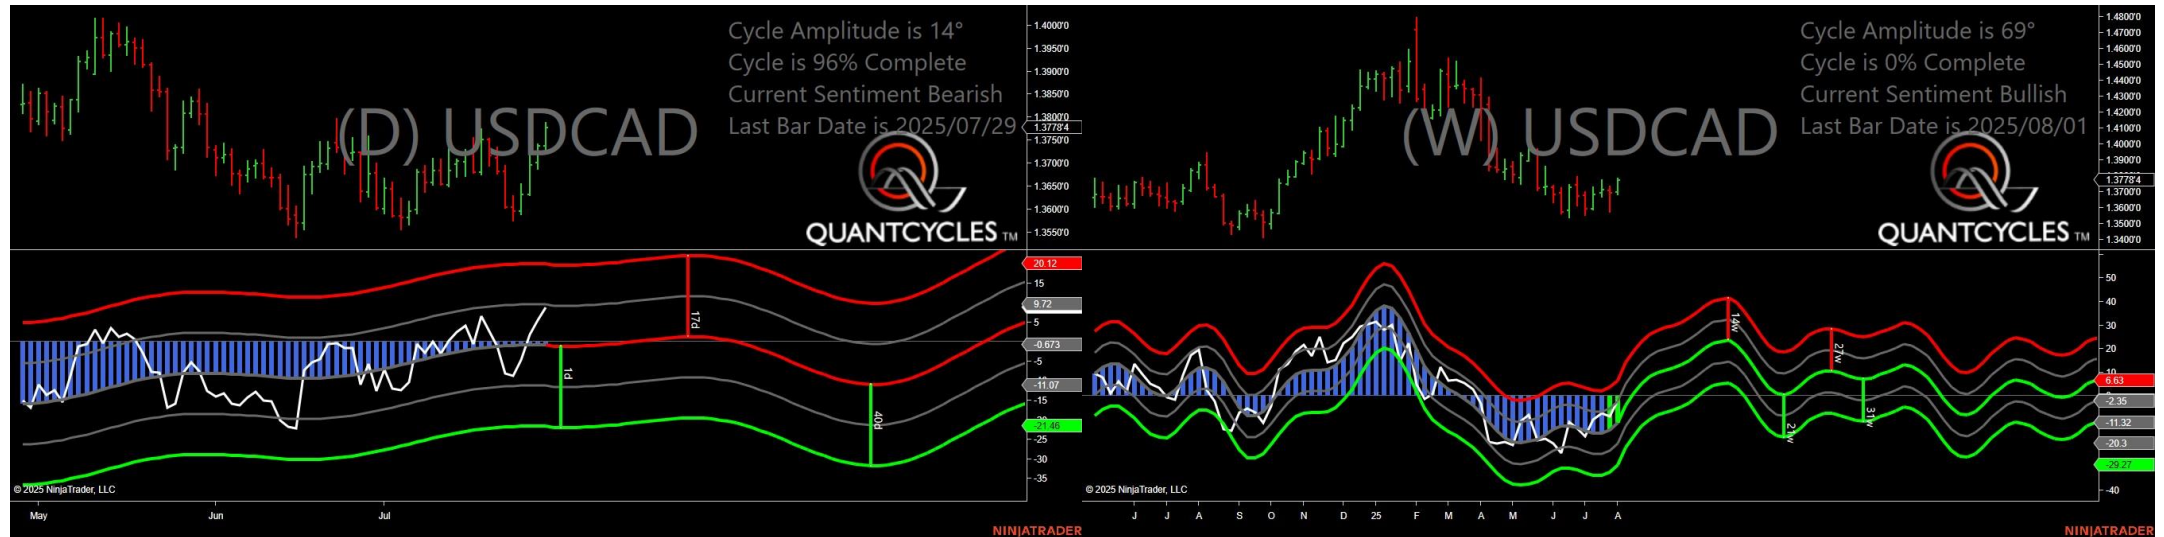 Cycle Amplitude is 14°
Cycle is 96% Complete
Current Sentiment Bearish
Last Bar Date is 2025/07/29
(D) USDCAD
QUANTCYCLES TM
1.4000'0
1.3950'0
1.3900'0
1.3850'0
1.3800'0
1.3778'4
1.3750'0
1.3700'0
1.3650'0
1.3600'0
1.3550'0
20.12
15
9.72
5
-0.673
-5
-11.07
-15
-21.46
-25
-30
-35
17d
1d
40d
© 2025 NinjaTrader, LLC
May
Jun
Jul
NINJATRADER
Cycle Amplitude is 69°
Cycle is 0% Complete
Current Sentiment Bullish
Last Bar Date is 2025/08/01
(W) USDCAD
QUANTCYCLES TM
1.4800'0
1.4700'0
1.4600'0
1.4500'0
1.4400'0
1.4300'0
1.4200'0
1.4100'0
1.4000'0
1.3900'0
1.3778'4
1.3700'0
1.3600'0
1.3500'0
1.3400'0
50
40
30
20
10
6.63
-2.35
-11.32
-20.3
-29.27
-40
14w
27w
21w
31w
© 2025 NinjaTrader, LLC
J
J
A
S
O
N
D
25
F
M
A
M
J
J
A
NINJATRADER